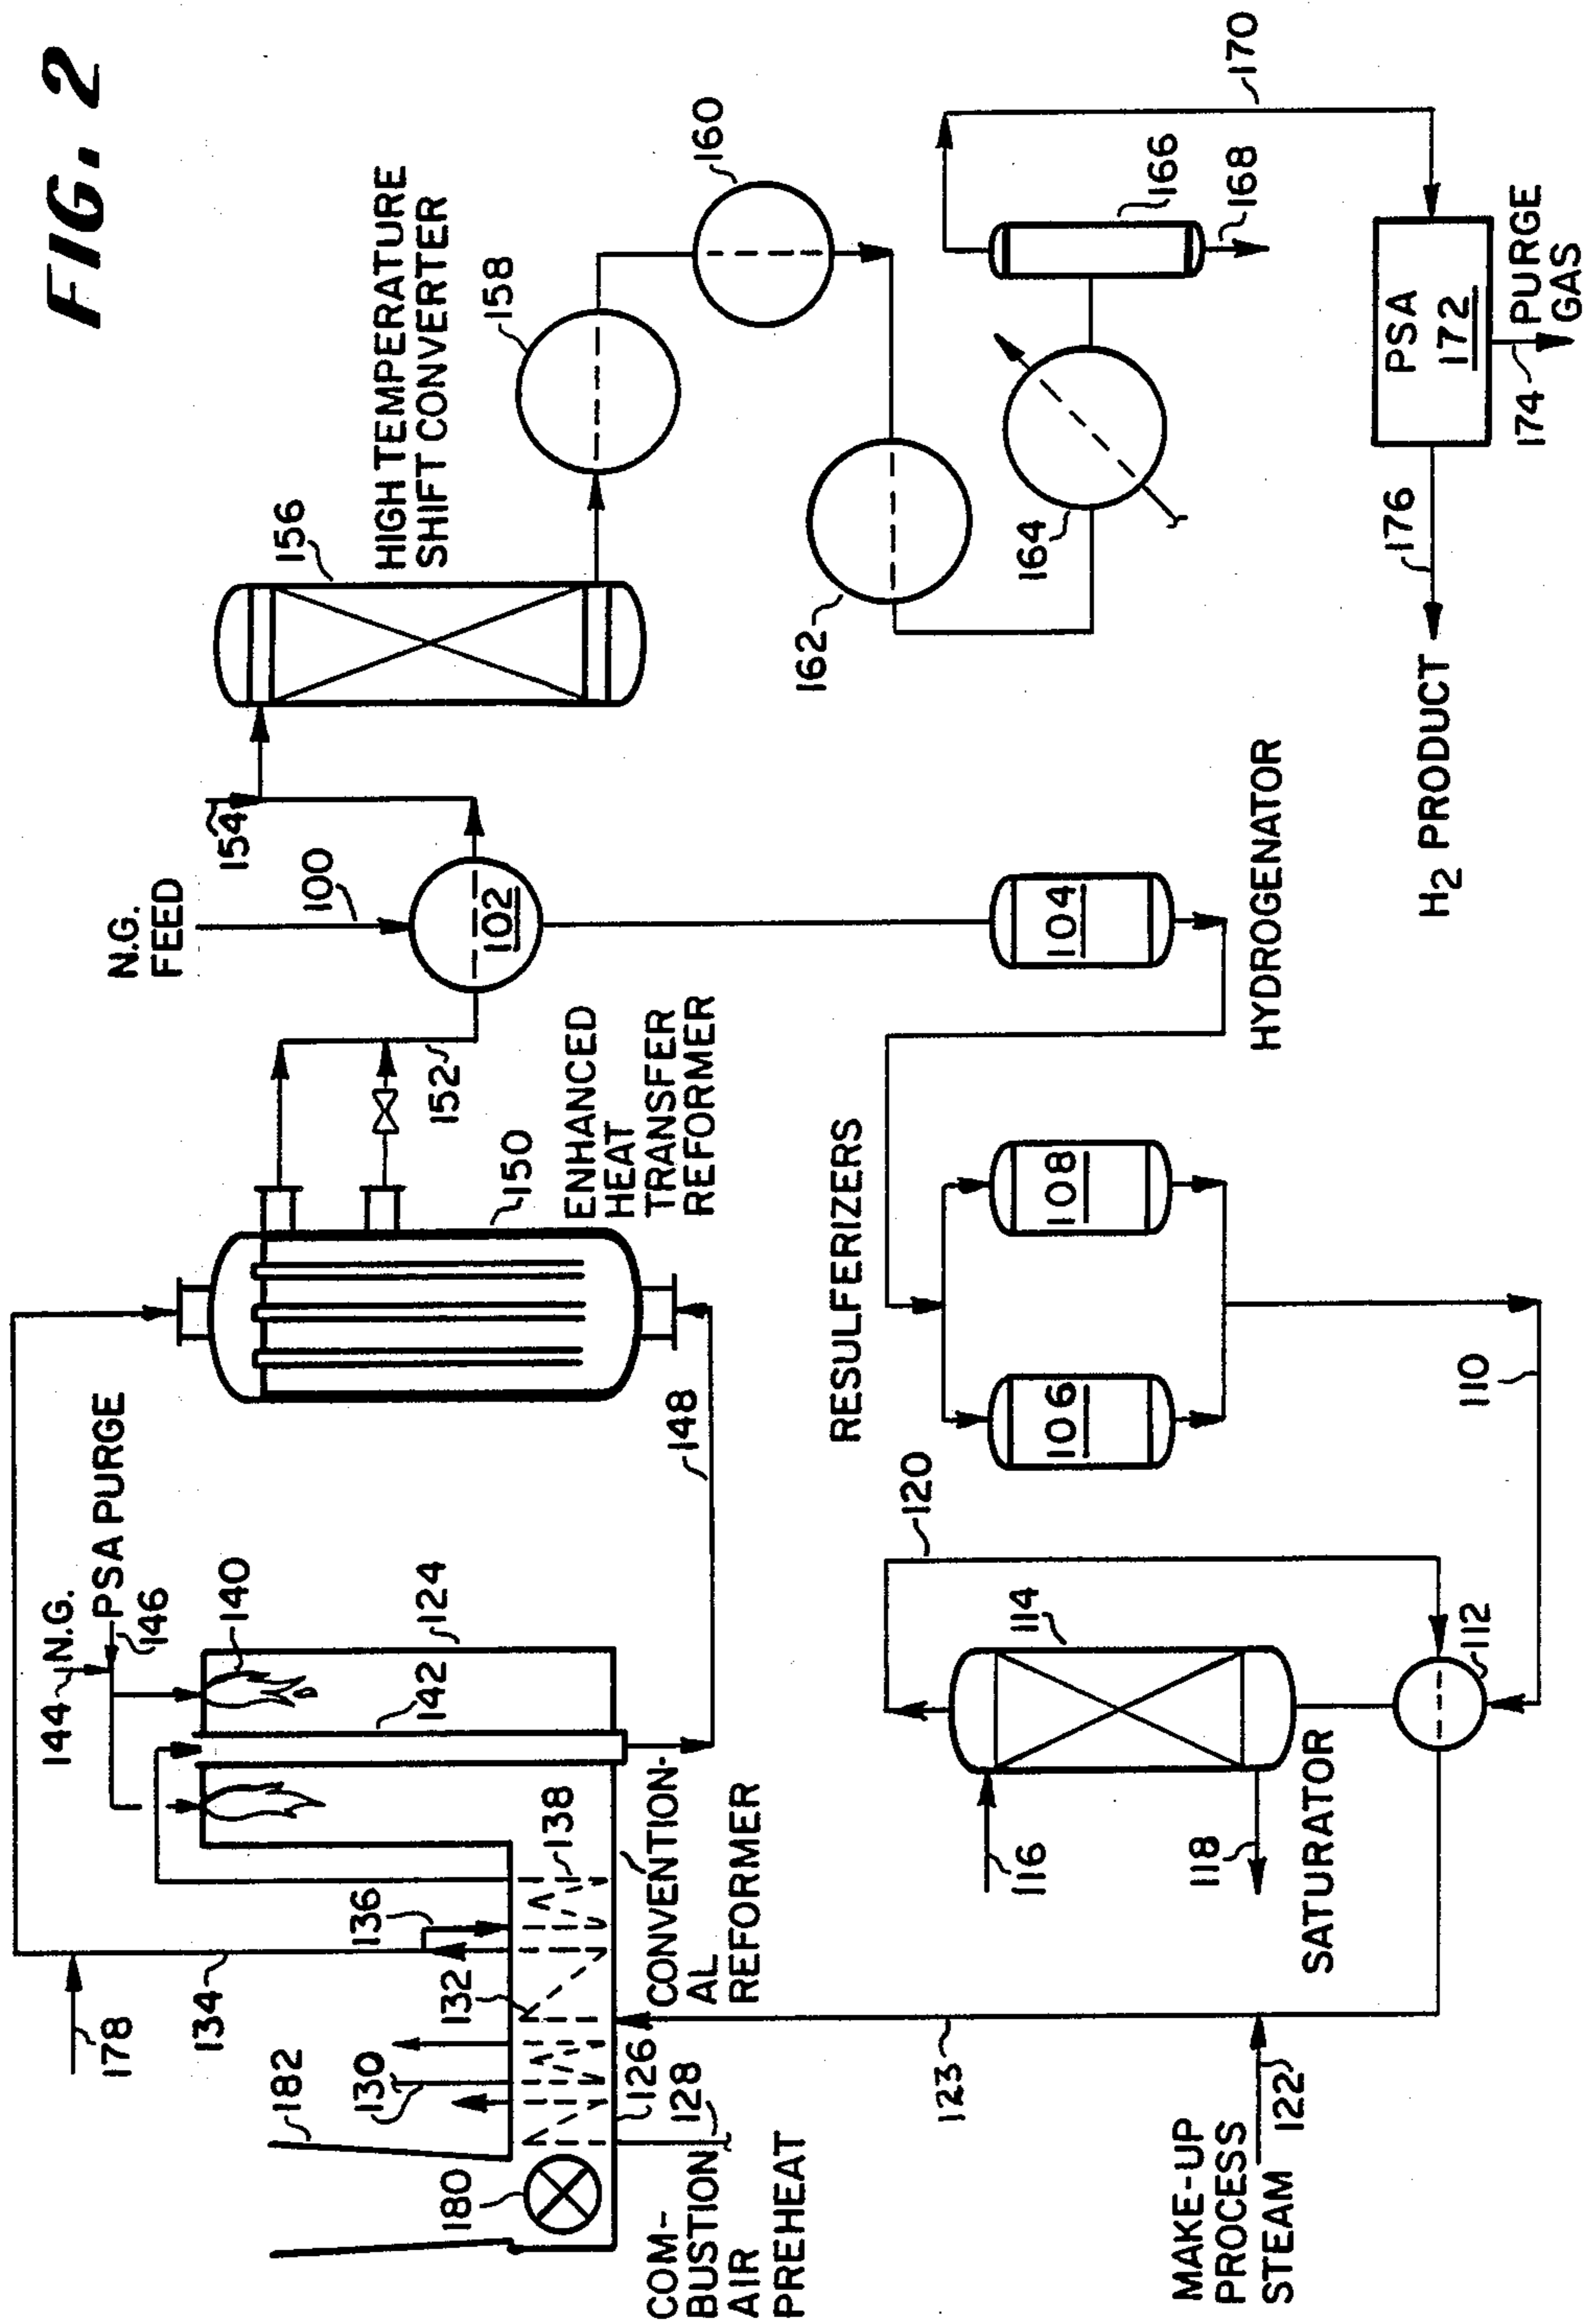 FIG. 2
178
134
182
130
132
136
144
N.G.
PSA PURGE
146
140
124
142
138
180
126
128
COM-
BUSTION
AIR
PREHEAT
CONVENTION-
AL
REFORMER
148
150
ENHANCED
HEAT
TRANSFER
REFORMER
152
N.G.
FEED
100
102
154
156
HIGH TEMPERATURE
SHIFT CONVERTER
158
160
162
164
166
168
170
PSA
172
174
PURGE
GAS
176
H2 PRODUCT
104
HYDROGENATOR
RESULFERIZERS
106
108
110
120
114
112
116
118
SATURATOR
123
MAKE-UP
PROCESS
STEAM
122